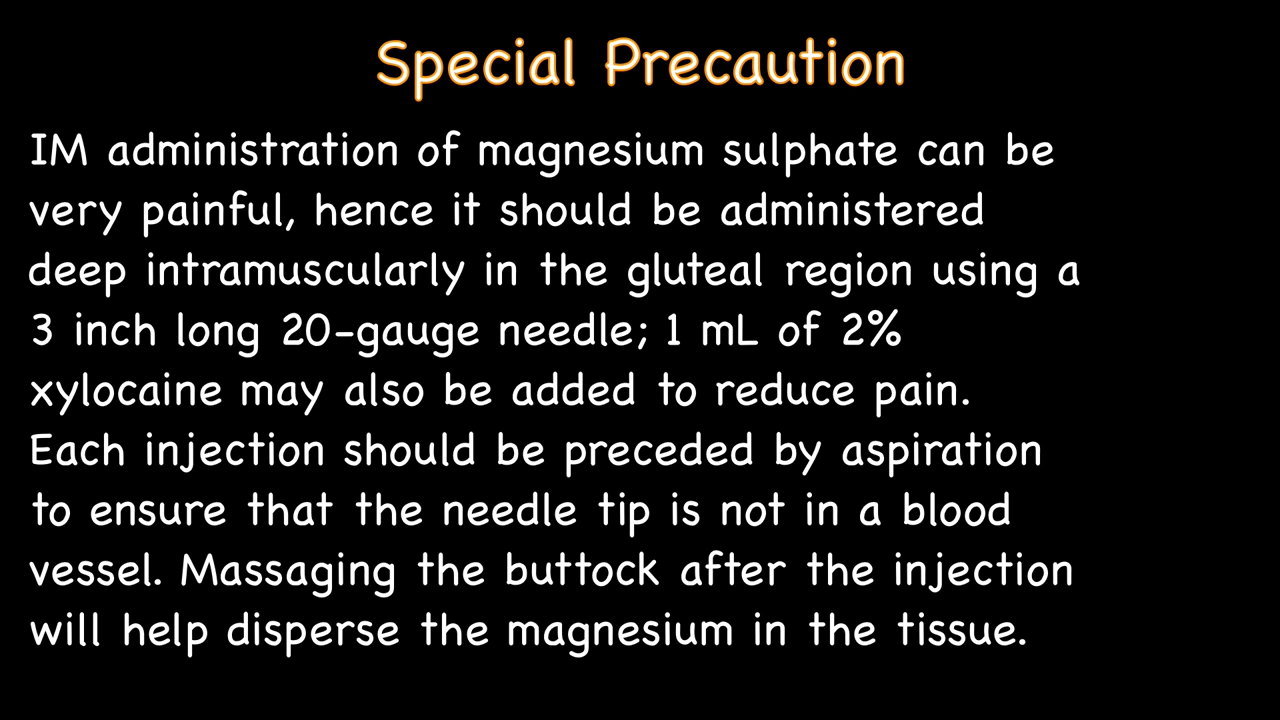 Special Precaution
IM administration of magnesium sulphate can be
very painful, hence it should be administered
deep intramuscularly in the gluteal region using a
3 inch long 20-gauge needle; 1 mL of 2%
xylocaine may also be added to reduce pain.
Each injection should be preceded by aspiration
to ensure that the needle tip is not in a blood
vessel. Massaging the buttock after the injection
will help disperse the magnesium in the tissue.